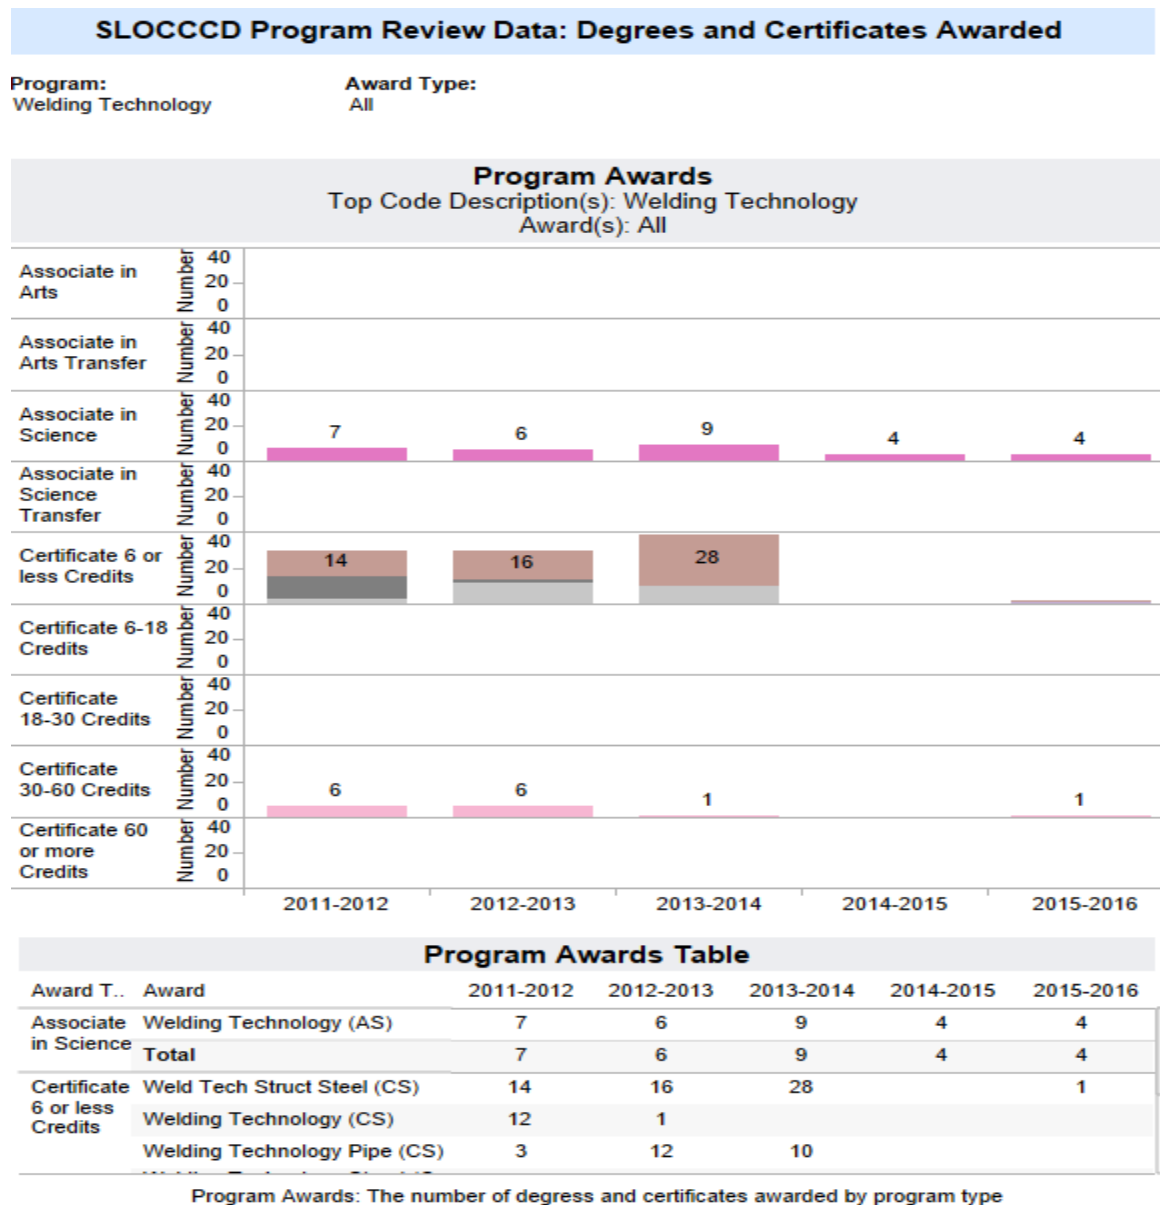 SLOCCCD Program Review Data: Degrees and Certificates Awarded
Program: Award Type:
Welding Technology All
Program Awards
Top Code Description(s): Welding Technology
Award(s): All
Associate in Arts Number 40 20 0
Associate in Arts Transfer Number 40 20 0
Associate in Science Number 40 20 0 7 6 9 4 4
Associate in Science Transfer Number 40 20 0
Certificate 6 or less Credits Number 40 20 0 14 16 28
Certificate 6-18 Credits Number 40 20 0
Certificate 18-30 Credits Number 40 20 0
Certificate 30-60 Credits Number 40 20 0 6 6 1 1
Certificate 60 or more Credits Number 40 20 0
2011-2012 2012-2013 2013-2014 2014-2015 2015-2016
Program Awards Table
Award T.. Award 2011-2012 2012-2013 2013-2014 2014-2015 2015-2016
Associate in Science Welding Technology (AS) 7 6 9 4 4
Total 7 6 9 4 4
Certificate 6 or less Credits Weld Tech Struct Steel (CS) 14 16 28 1
Welding Technology (CS) 12 1
Welding Technology Pipe (CS) 3 12 10
Program Awards: The number of degress and certificates awarded by program type